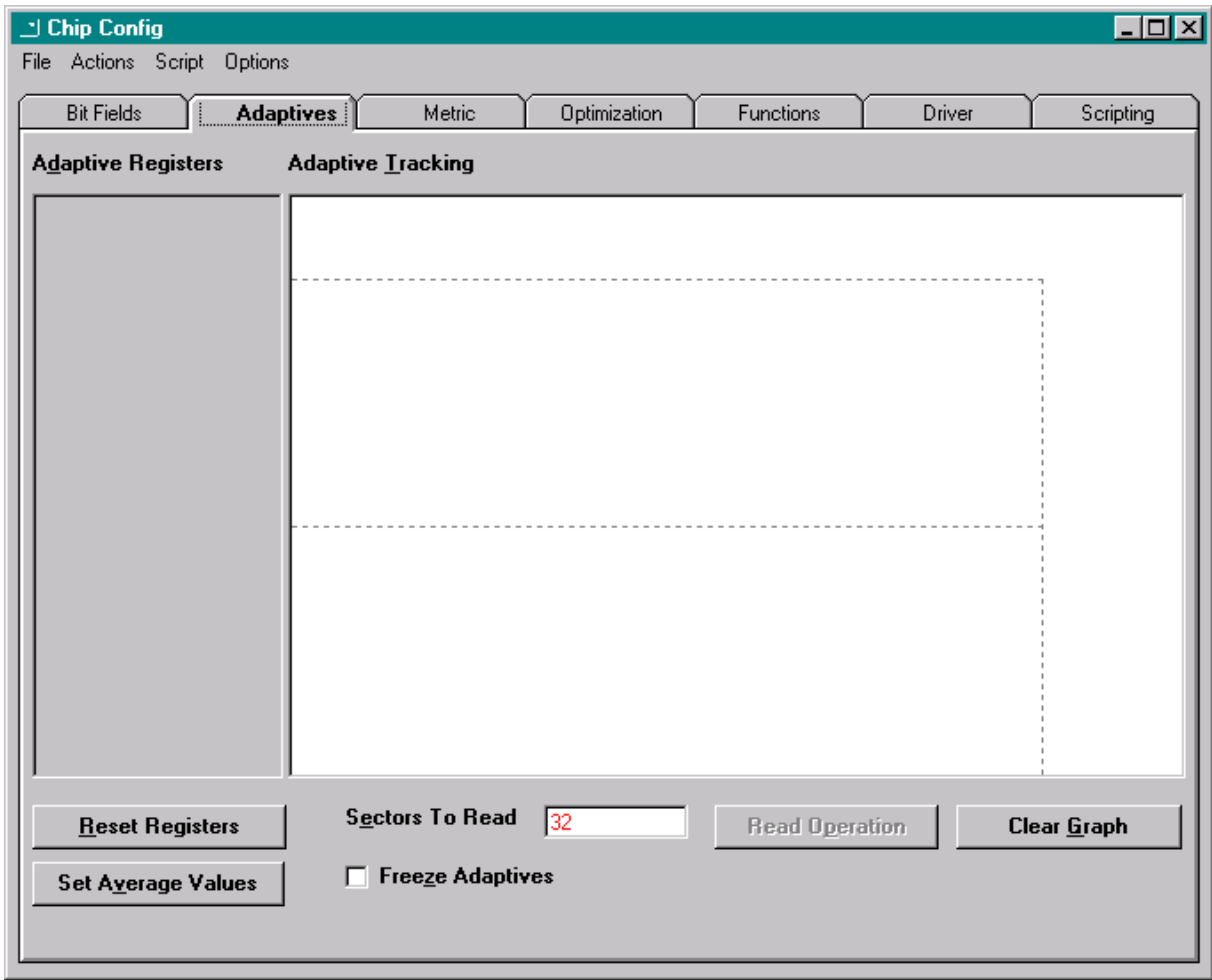 Chip Config
File Actions Script Options
Bit Fields Adaptives Metric Optimization Functions Driver Scripting
Adaptive Registers Adaptive Tracking
Reset Registers Sectors To Read 32 Read Operation Clear Graph
Set Average Values Freeze Adaptives